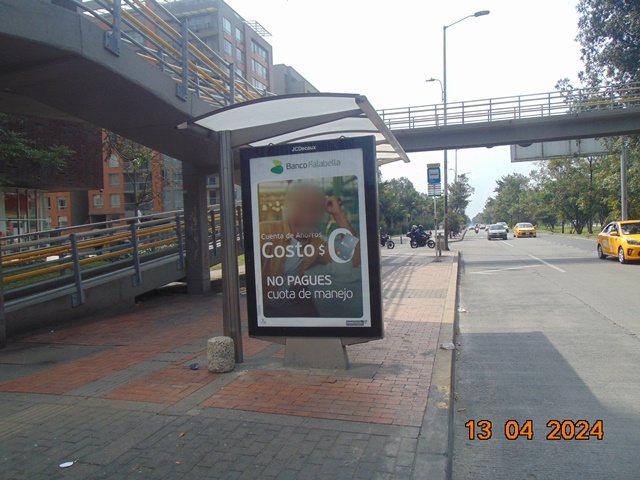 JCDecaux
Banco Falabella
Cuenta de Ahorros
Costo $0
NO PAGUES
cuota de manejo
13 04 2024